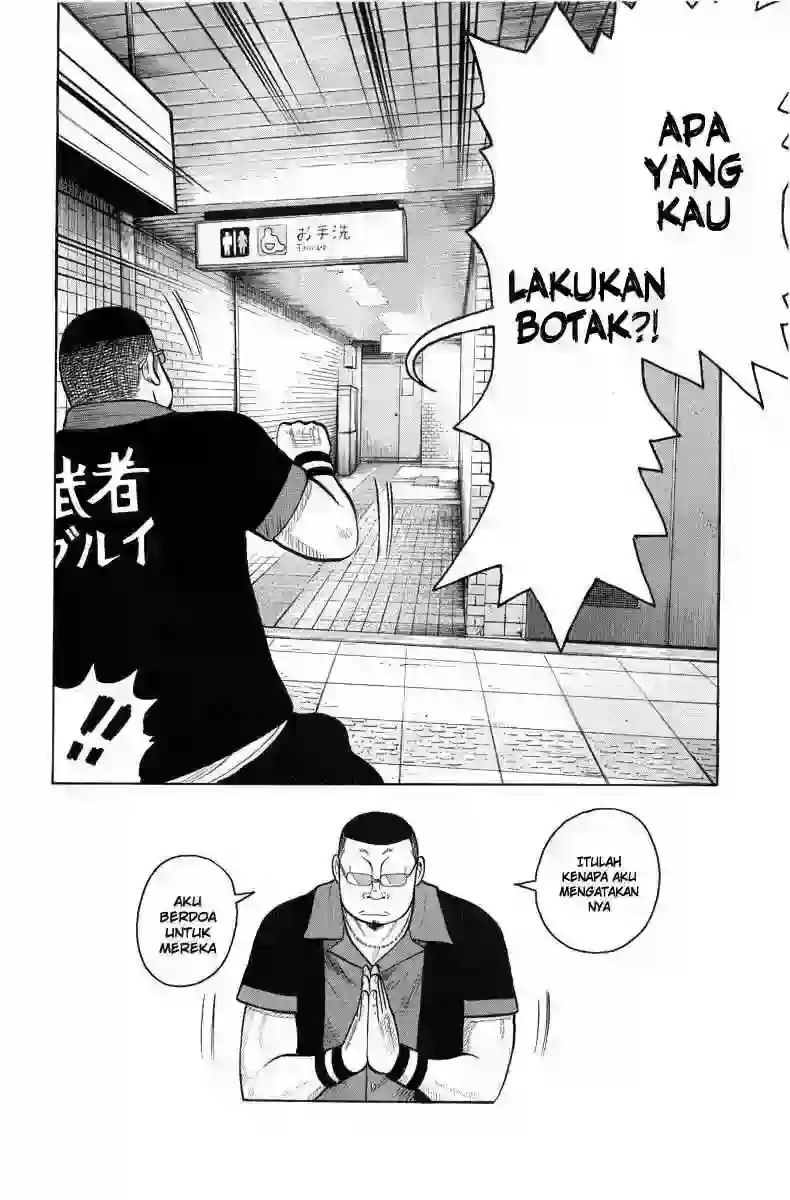 APA
YANG
KAU
LAKUKAN
BOTAK?!
お手洗
武者
グルイ
!!
ITULAH
KENAPA AKU
MENGATAKAN
NYA
AKU
BERDOA
UNTUK
MEREKA